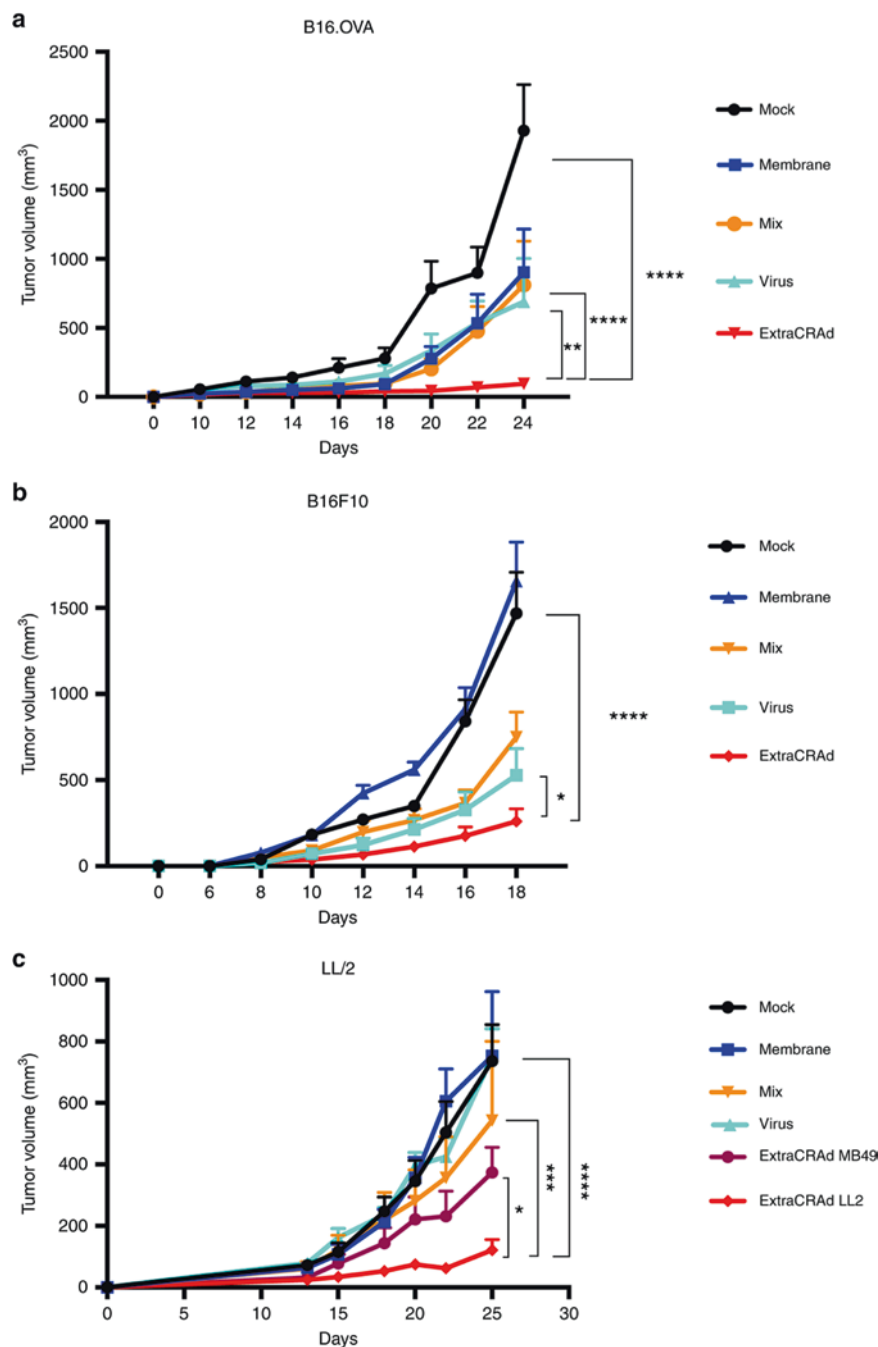 a
B16.OVA
2500
2000
1500
1000
500
0
Tumor volume (mm³)
0 10 12 14 16 18 20 22 24
Days
Mock
Membrane
Mix
Virus
ExtraCRAd
****
****
**
b
B16F10
2000
1500
1000
500
0
Tumor volume (mm³)
0 6 8 10 12 14 16 18
Days
Mock
Membrane
Mix
Virus
ExtraCRAd
****
*
c
LL/2
1000
800
600
400
200
0
Tumor volume (mm³)
0 5 10 15 20 25 30
Days
Mock
Membrane
Mix
Virus
ExtraCRAd MB49
ExtraCRAd LL2
*
***
****